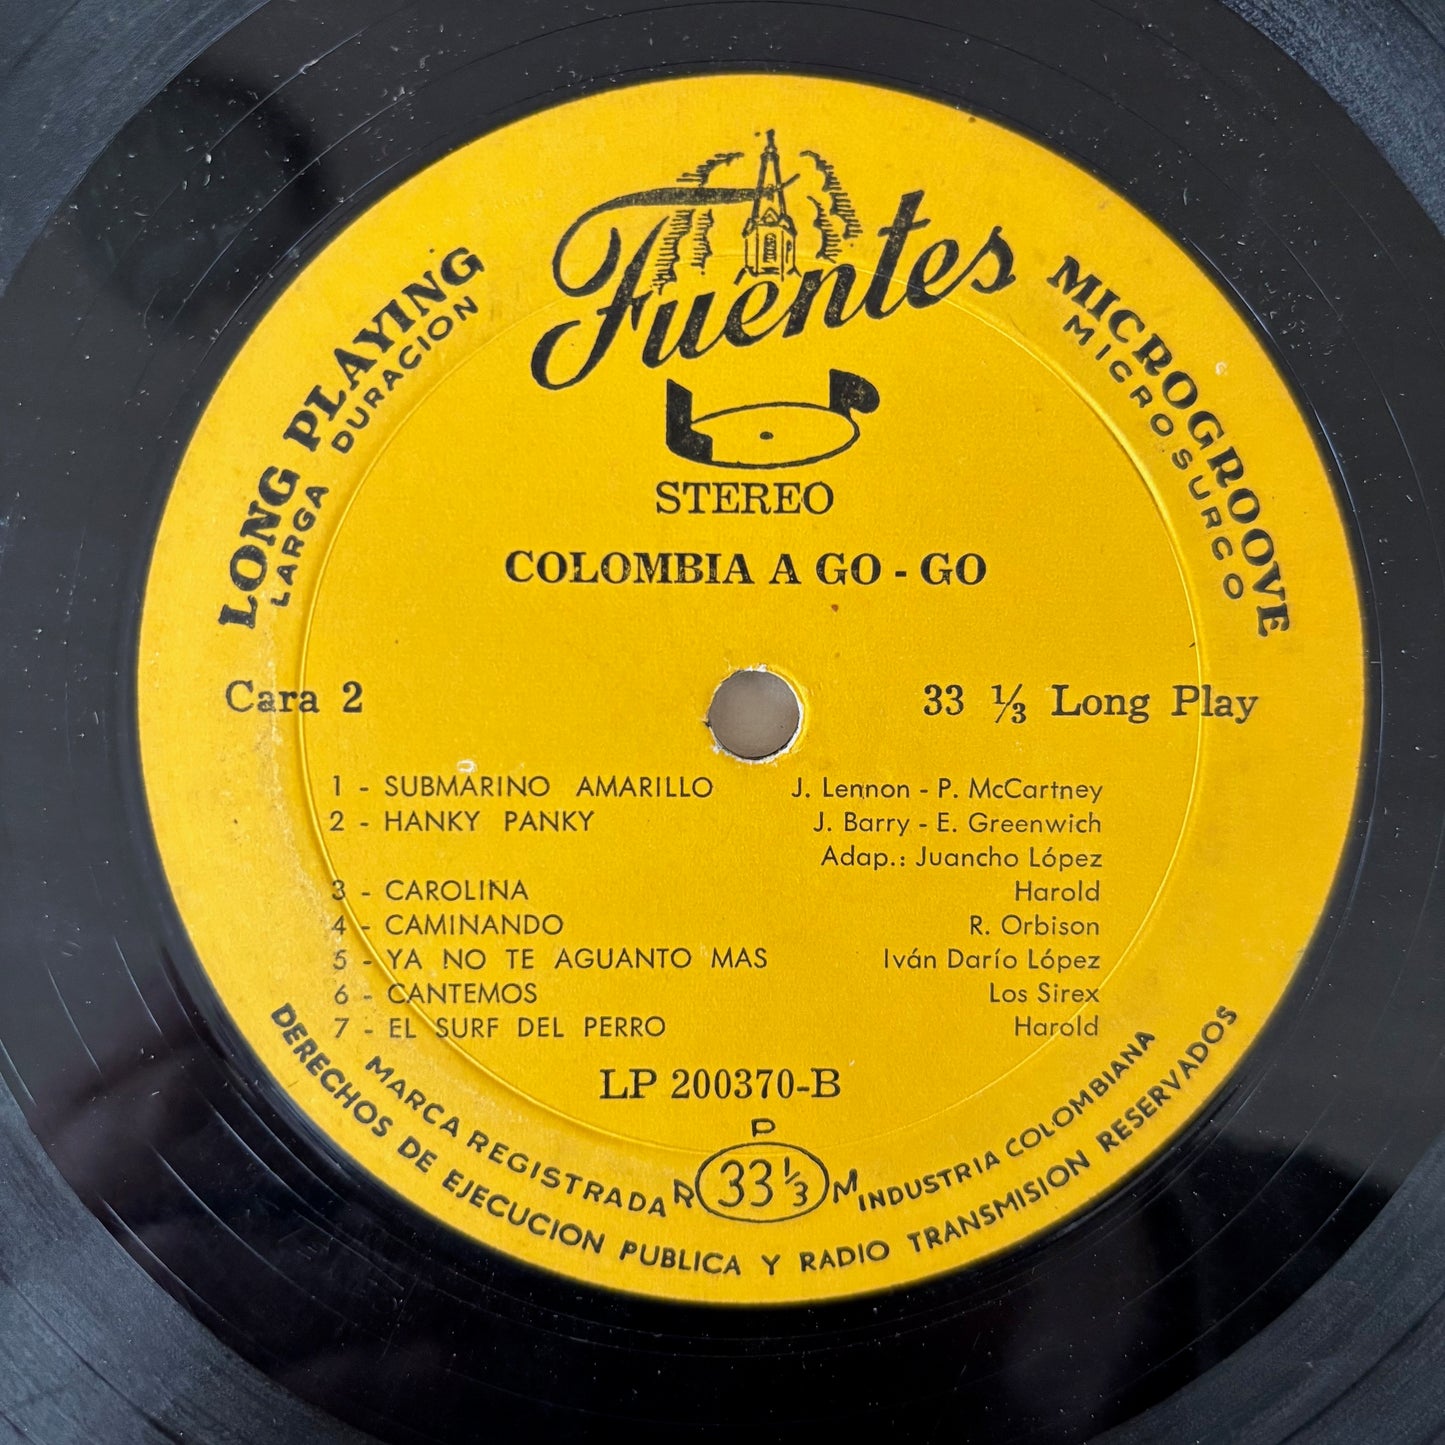 Fuentes
LONG PLAYING
LARGA DURACION
MICROGROOVE
MICROSURCO
STEREO
COLOMBIA A GO - GO
Cara 2
33 ⅓ Long Play
1 - SUBMARINO AMARILLO J. Lennon - P. McCartney
2 - HANKY PANKY J. Barry - E. Greenwich
Adap.: Juancho López
3 - CAROLINA Harold
4 - CAMINANDO R. Orbison
5 - YA NO TE AGUANTO MAS Iván Darío López
6 - CANTEMOS Los Sirex
7 - EL SURF DEL PERRO Harold
LP 200370-B
MARCA REGISTRADA
R P M
33 ⅓
INDUSTRIA COLOMBIANA
DERECHOS DE EJECUCION PUBLICA Y RADIO TRANSMISION RESERVADOS